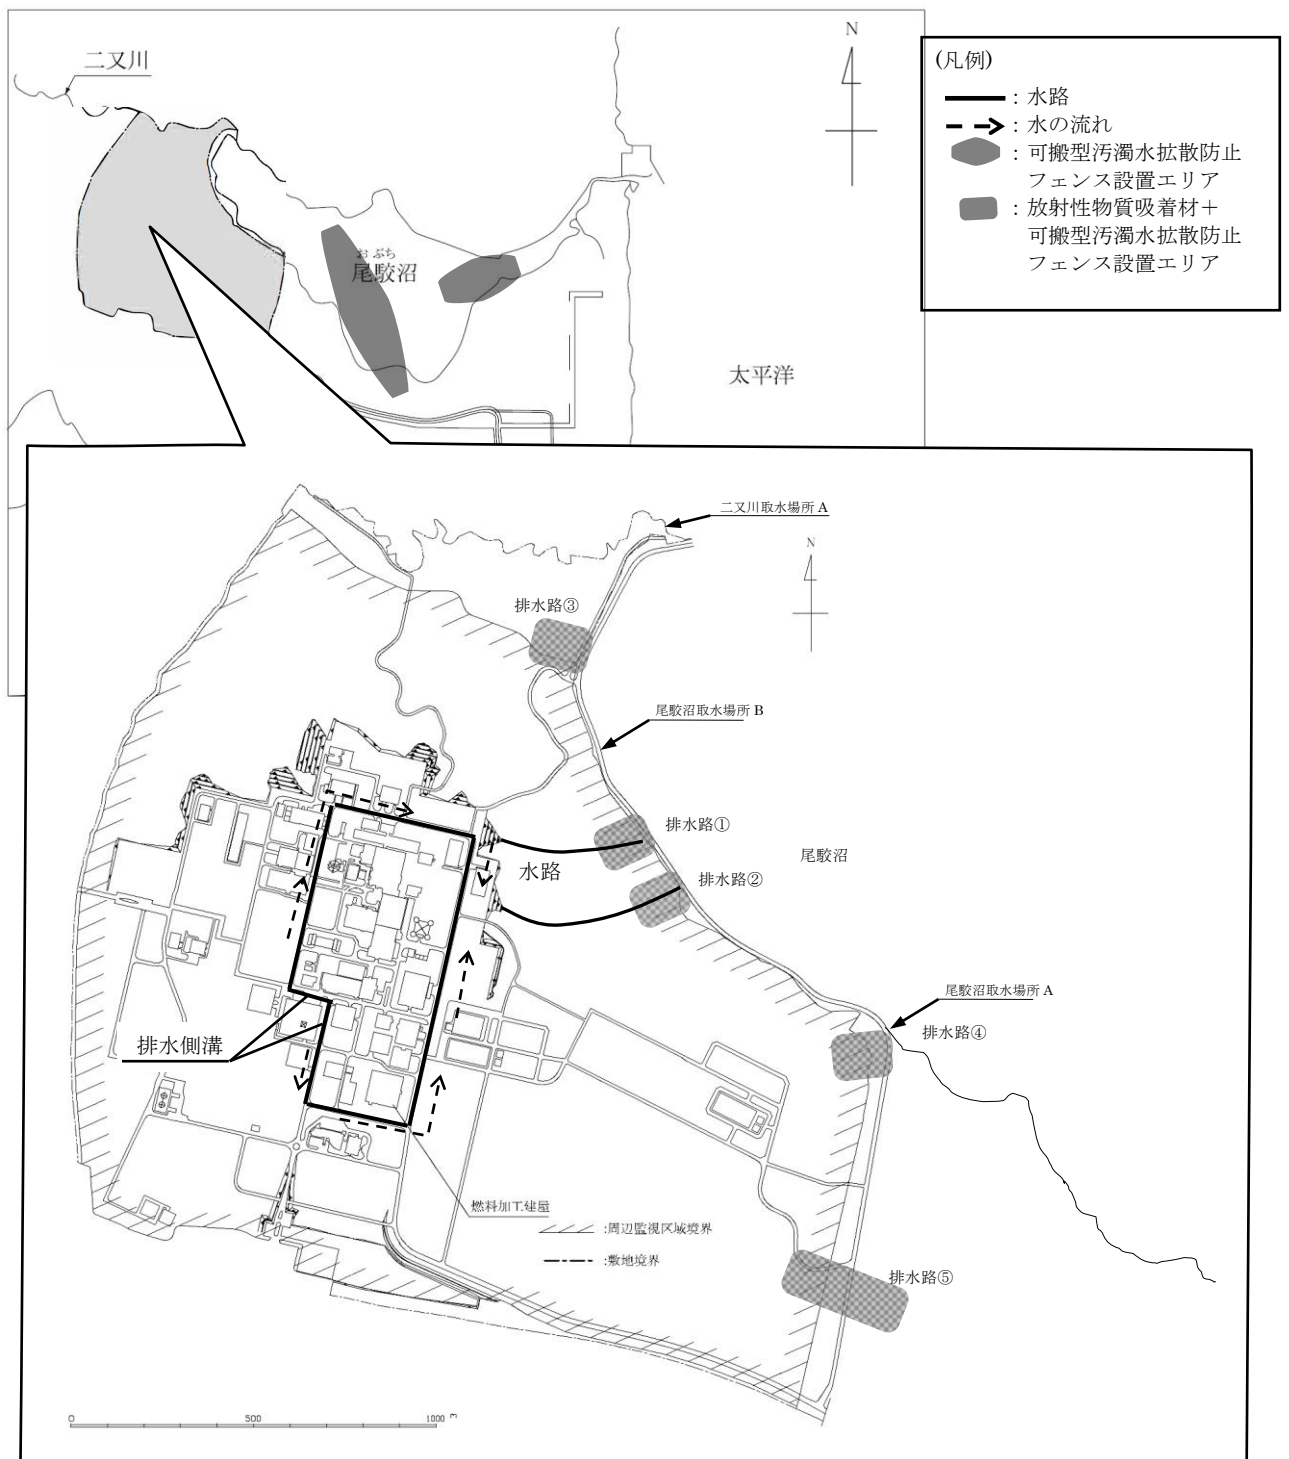 二又川
N
(凡例)
: 水路
: 水の流れ
: 可搬型汚濁水拡散防止
フェンス設置エリア
: 放射性物質吸着材+
可搬型汚濁水拡散防止
フェンス設置エリア
おぶち
尾駮沼
太平洋
二又川取水場所 A
N
排水路③
尾駮沼取水場所 B
排水路①
尾駮沼
水路
排水路②
尾駮沼取水場所 A
排水路④
排水側溝
燃料加工建屋
:周辺監視区域境界
:敷地境界
排水路⑤
0 500 1000 m